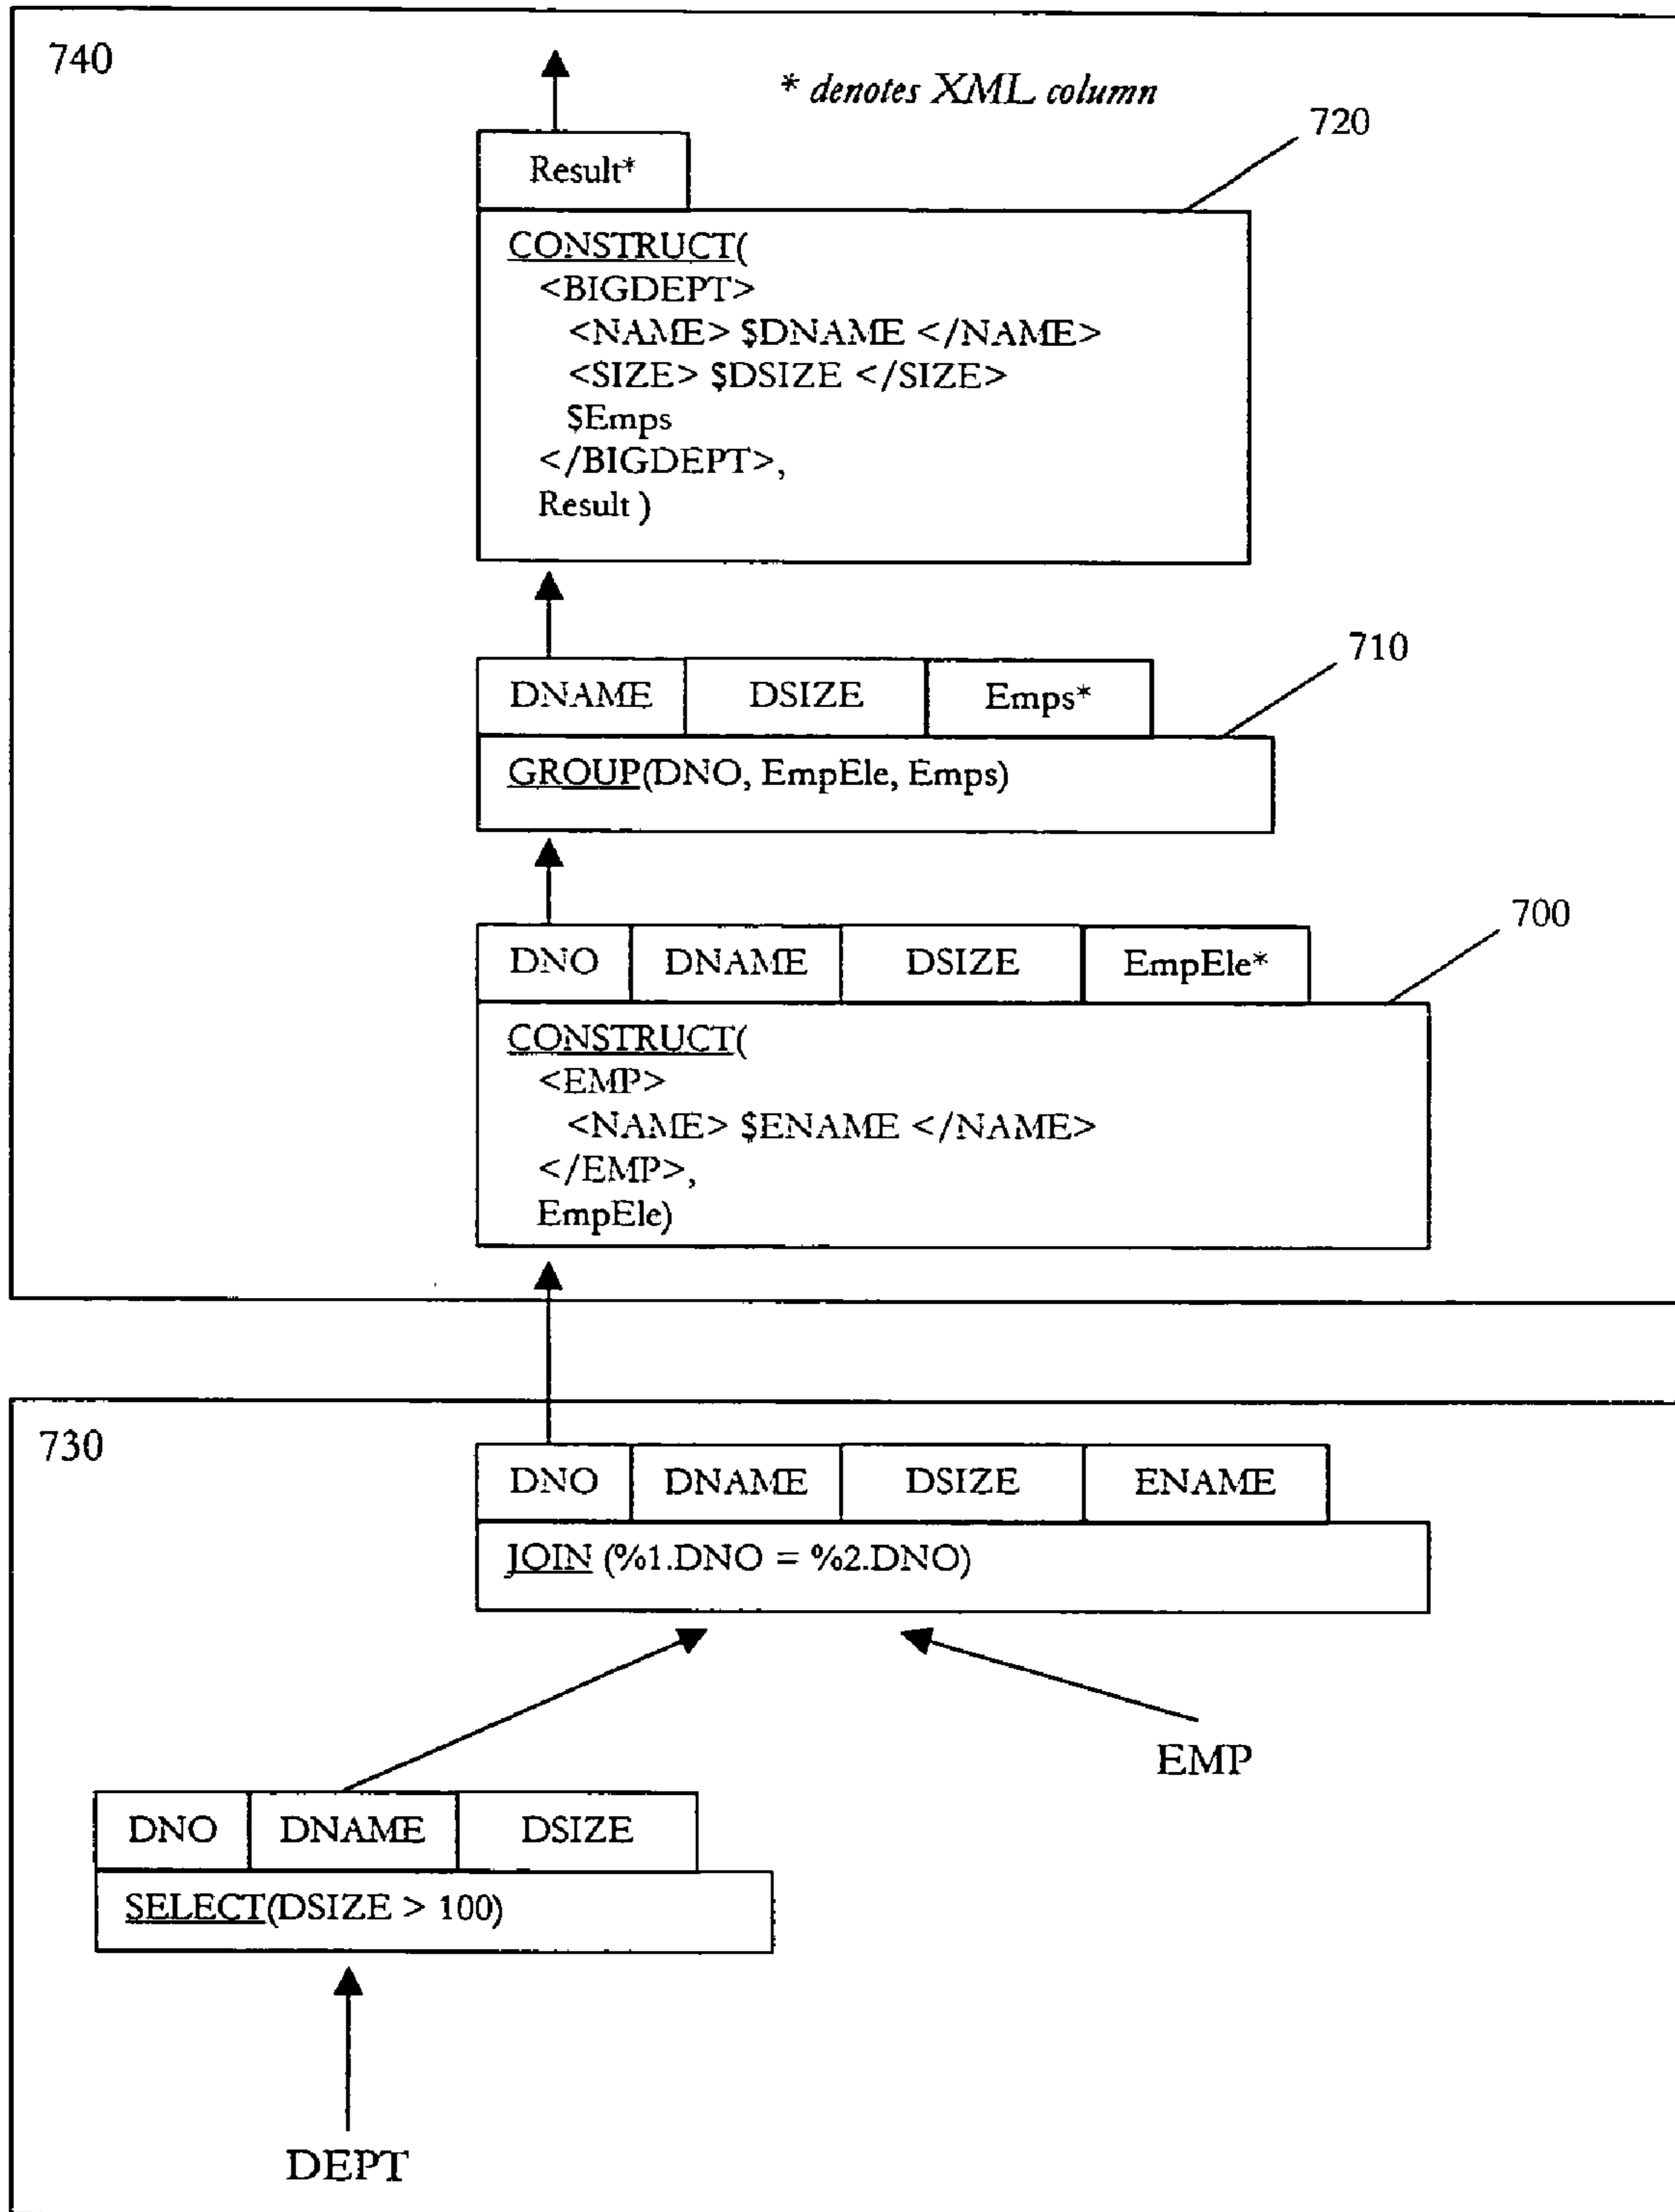 740
* denotes XML column
720
Result*
CONSTRUCT(
<BIGDEPT>
<NAME> $DNAME </NAME>
<SIZE> $DSIZE </SIZE>
$Emps
</BIGDEPT>,
Result )
710
DNAME DSIZE Emps*
GROUP(DNO, EmpEle, Emps)
700
DNO DNAME DSIZE EmpEle*
CONSTRUCT(
<EMP>
<NAME> $ENAME </NAME>
</EMP>,
EmpEle)
730
DNO DNAME DSIZE ENAME
JOIN (%1.DNO = %2.DNO)
EMP
DNO DNAME DSIZE
SELECT(DSIZE > 100)
DEPT